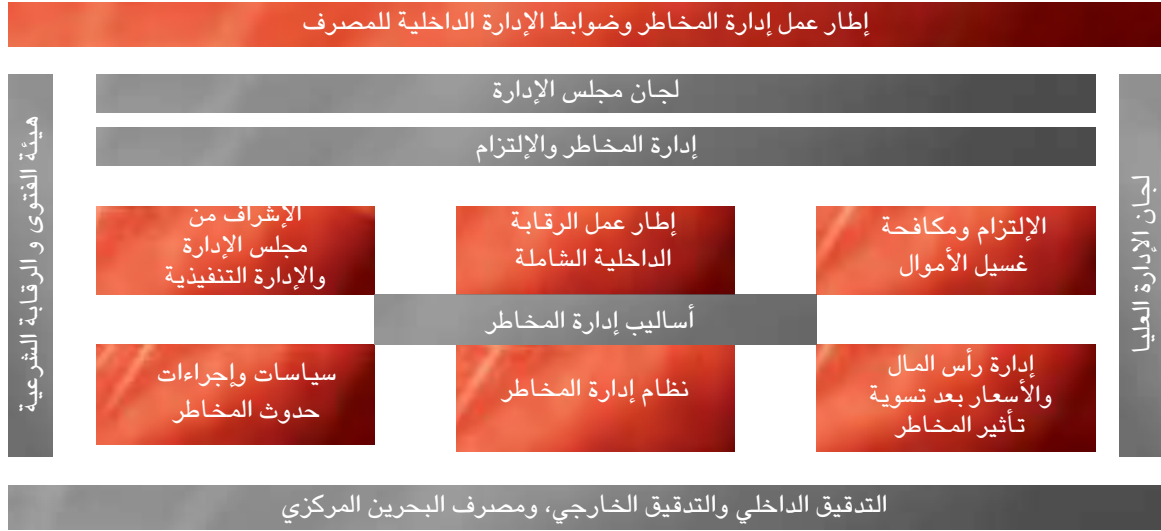 إطار عمل إدارة المخاطر وضوابط الإدارة الداخلية للمصرف
لجان مجلس الإدارة
إدارة المخاطر والإلتزام
لجان الإدارة العليا
هيئة الفتوى و الرقابة الشرعية
الإلتزام ومكافحة
غسيل الأموال
إطار عمل الرقابة
الداخلية الشاملة
الإشراف من
مجلس الإدارة
والإدارة التنفيذية
أساليب إدارة المخاطر
إدارة رأس المال
والأسعار بعد تسوية
تأثير المخاطر
نظام إدارة المخاطر
سياسات وإجراءات
حدوث المخاطر
التدقيق الداخلي والتدقيق الخارجي، ومصرف البحرين المركزي